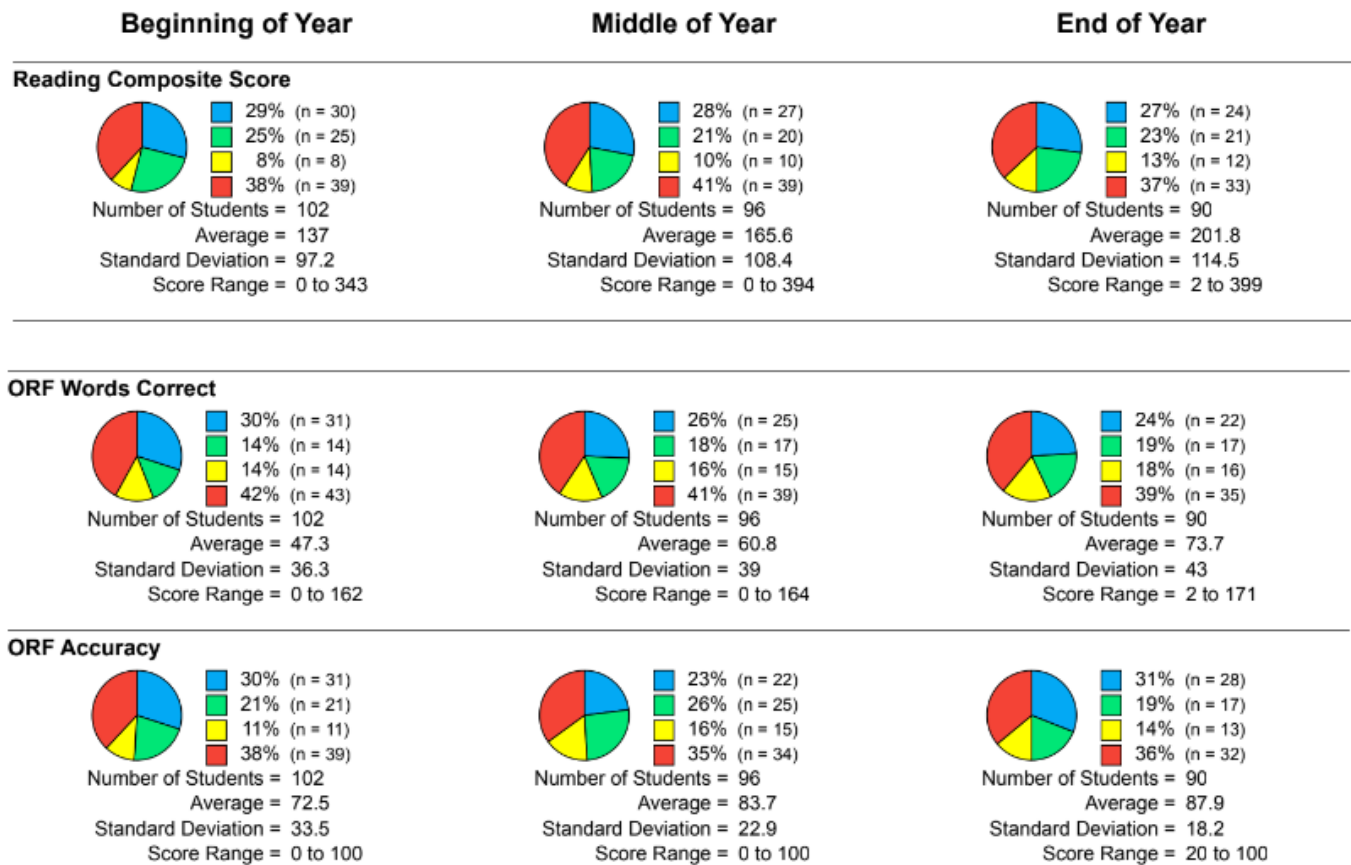 Beginning of Year Middle of Year End of Year
Reading Composite Score
29% (n = 30) 28% (n = 27) 27% (n = 24)
25% (n = 25) 21% (n = 20) 23% (n = 21)
8% (n = 8) 10% (n = 10) 13% (n = 12)
38% (n = 39) 41% (n = 39) 37% (n = 33)
Number of Students = 102 Number of Students = 96 Number of Students = 90
Average = 137 Average = 165.6 Average = 201.8
Standard Deviation = 97.2 Standard Deviation = 108.4 Standard Deviation = 114.5
Score Range = 0 to 343 Score Range = 0 to 394 Score Range = 2 to 399
ORF Words Correct
30% (n = 31) 26% (n = 25) 24% (n = 22)
14% (n = 14) 18% (n = 17) 19% (n = 17)
14% (n = 14) 16% (n = 15) 18% (n = 16)
42% (n = 43) 41% (n = 39) 39% (n = 35)
Number of Students = 102 Number of Students = 96 Number of Students = 90
Average = 47.3 Average = 60.8 Average = 73.7
Standard Deviation = 36.3 Standard Deviation = 39 Standard Deviation = 43
Score Range = 0 to 162 Score Range = 0 to 164 Score Range = 2 to 171
ORF Accuracy
30% (n = 31) 23% (n = 22) 31% (n = 28)
21% (n = 21) 26% (n = 25) 19% (n = 17)
11% (n = 11) 16% (n = 15) 14% (n = 13)
38% (n = 39) 35% (n = 34) 36% (n = 32)
Number of Students = 102 Number of Students = 96 Number of Students = 90
Average = 72.5 Average = 83.7 Average = 87.9
Standard Deviation = 33.5 Standard Deviation = 22.9 Standard Deviation = 18.2
Score Range = 0 to 100 Score Range = 0 to 100 Score Range = 20 to 100